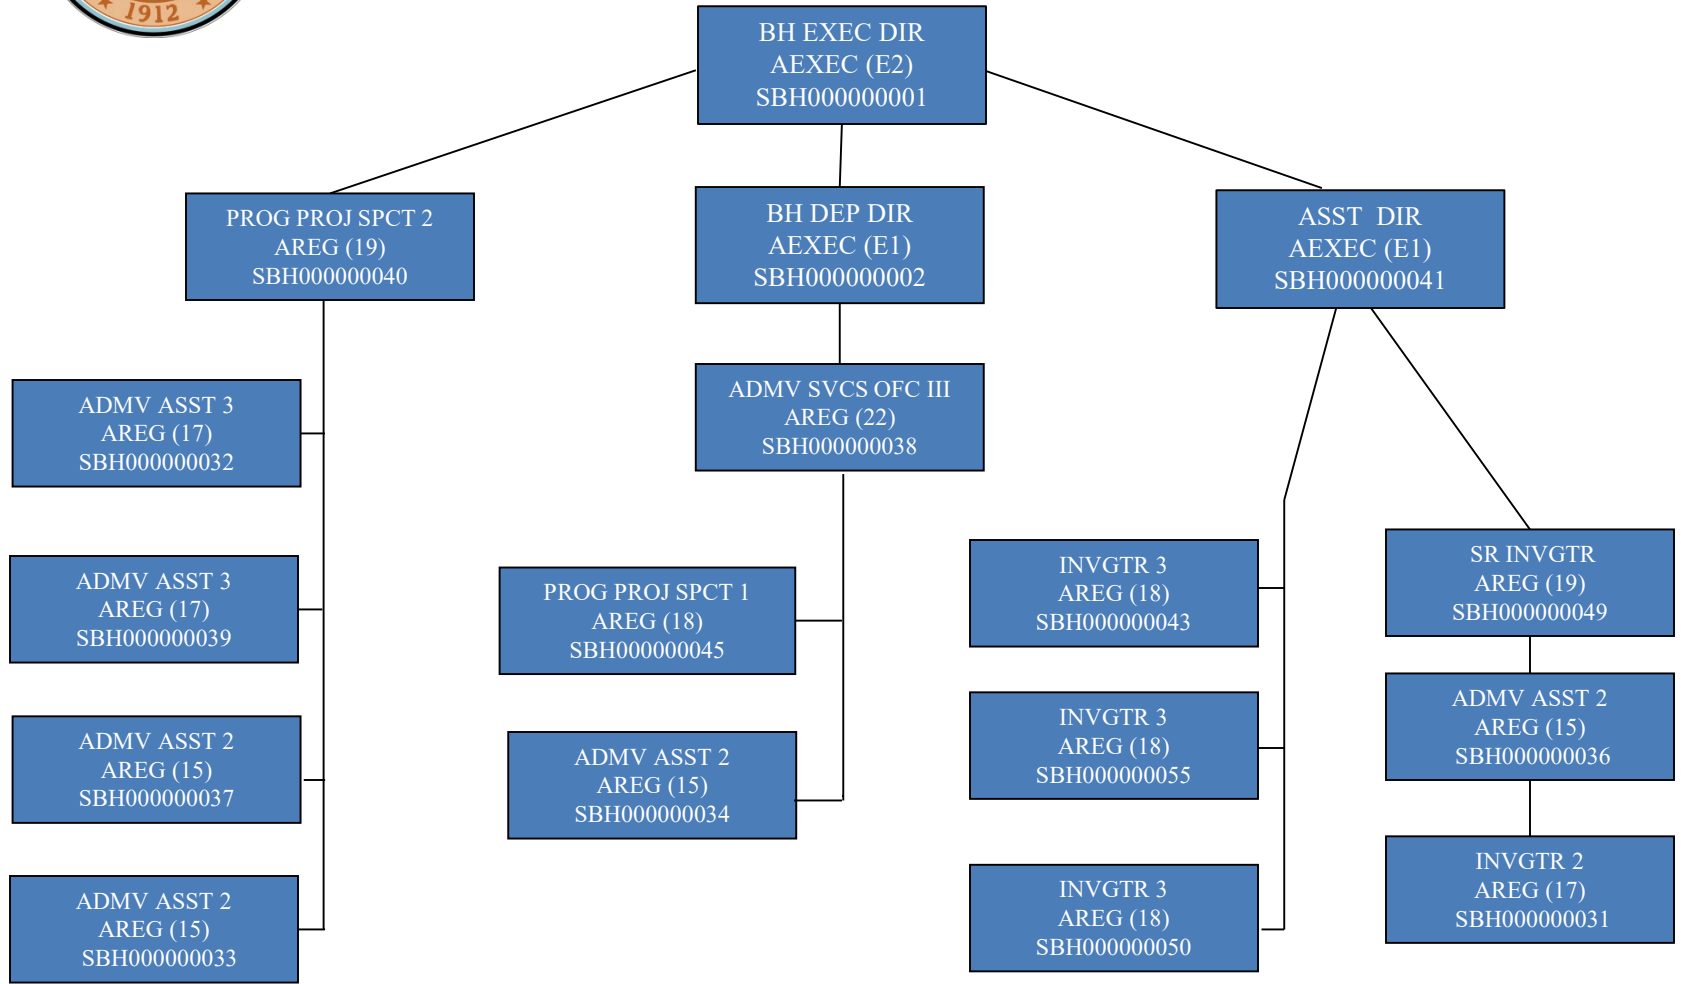 1912
BH EXEC DIR
AEXEC (E2)
SBH000000001
PROG PROJ SPCT 2
AREG (19)
SBH000000040
BH DEP DIR
AEXEC (E1)
SBH000000002
ASST DIR
AEXEC (E1)
SBH000000041
ADMV ASST 3
AREG (17)
SBH000000032
ADMV SVCS OFC III
AREG (22)
SBH000000038
ADMV ASST 3
AREG (17)
SBH000000039
PROG PROJ SPCT 1
AREG (18)
SBH000000045
INVGTR 3
AREG (18)
SBH000000043
SR INVGTR
AREG (19)
SBH000000049
ADMV ASST 2
AREG (15)
SBH000000037
ADMV ASST 2
AREG (15)
SBH000000034
INVGTR 3
AREG (18)
SBH000000055
ADMV ASST 2
AREG (15)
SBH000000036
ADMV ASST 2
AREG (15)
SBH000000033
INVGTR 3
AREG (18)
SBH000000050
INVGTR 2
AREG (17)
SBH000000031